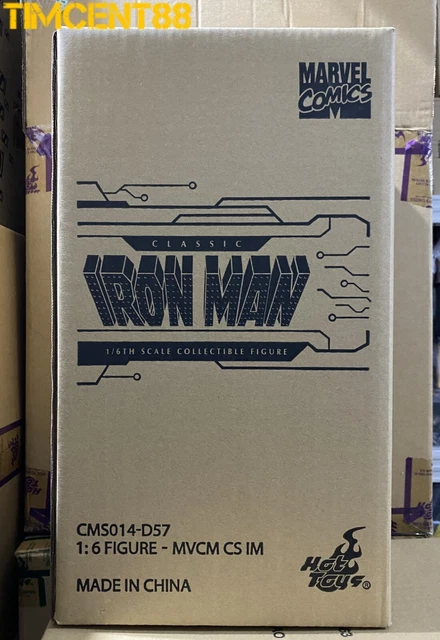 TIMCENT88
MARVEL
COMICS
CLASSIC
IRON MAN
1/6TH SCALE COLLECTIBLE FIGURE
CMS014-D57
1:6 FIGURE - MVCM CS IM
MADE IN CHINA
Hot
Toys®